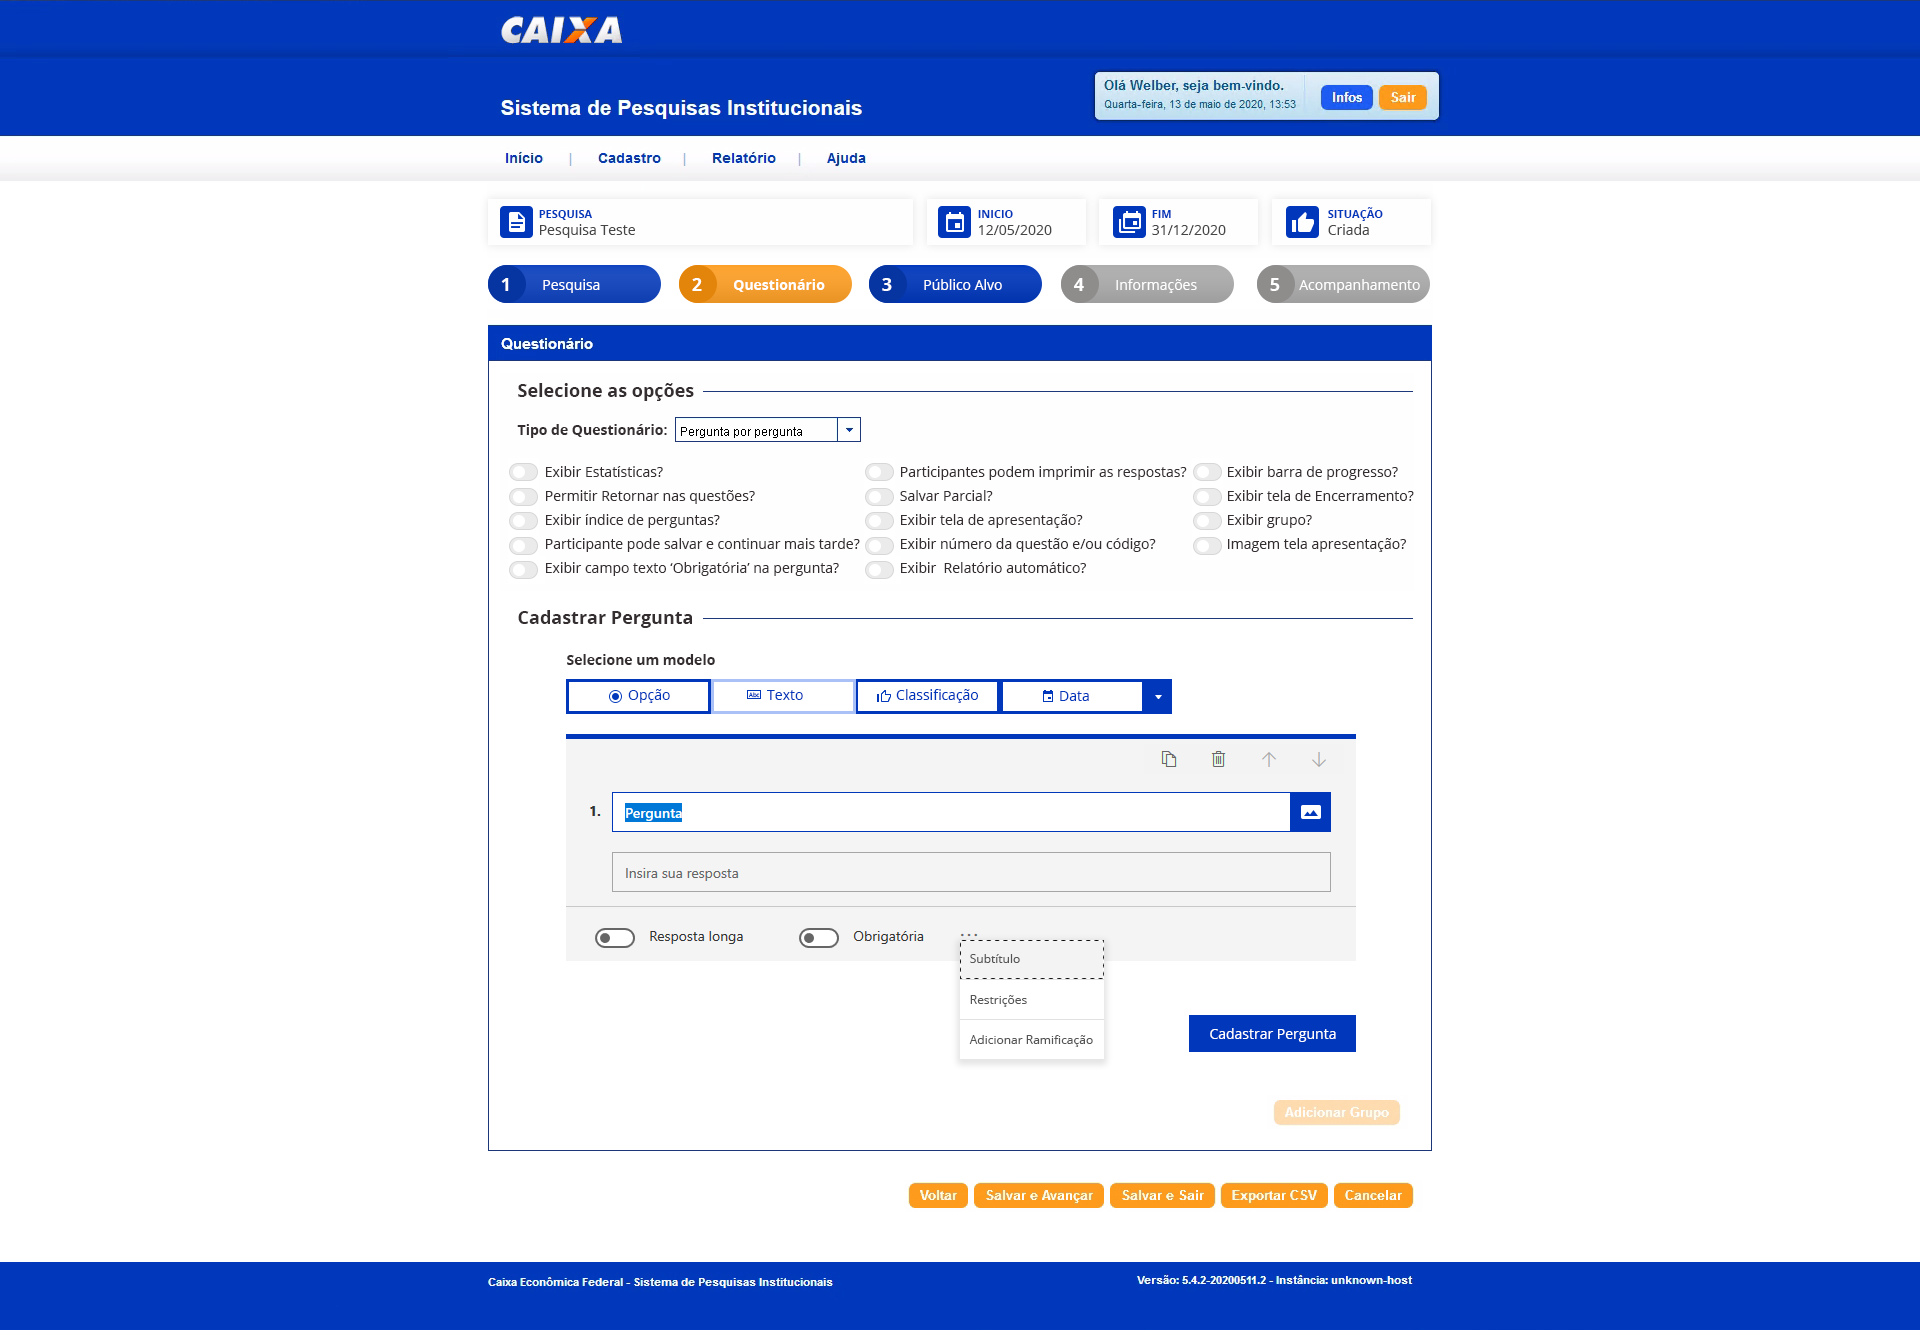 CAIXA
Sistema de Pesquisas Institucionais
Olá Welber, seja bem-vindo.
Quarta-feira, 13 de maio de 2020, 13:53
Infos
Sair
Início | Cadastro | Relatório | Ajuda
PESQUISA
Pesquisa Teste
INICIO
12/05/2020
FIM
31/12/2020
SITUAÇÃO
Criada
1 Pesquisa
2 Questionário
3 Público Alvo
4 Informações
5 Acompanhamento
Questionário
Selecione as opções
Tipo de Questionário: Pergunta por pergunta
Exibir Estatísticas?
Participantes podem imprimir as respostas?
Exibir barra de progresso?
Permitir Retornar nas questões?
Salvar Parcial?
Exibir tela de Encerramento?
Exibir índice de perguntas?
Exibir tela de apresentação?
Exibir grupo?
Participante pode salvar e continuar mais tarde?
Exibir número da questão e/ou código?
Imagem tela apresentação?
Exibir campo texto ‘Obrigatória’ na pergunta?
Exibir Relatório automático?
Cadastrar Pergunta
Selecione um modelo
Opção
Abc Texto
Classificação
Data
1. Pergunta
Insira sua resposta
Resposta longa
Obrigatória
...
Subtítulo
Restrições
Adicionar Ramificação
Cadastrar Pergunta
Adicionar Grupo
Voltar
Salvar e Avançar
Salvar e Sair
Exportar CSV
Cancelar
Caixa Econômica Federal - Sistema de Pesquisas Institucionais
Versão: 5.4.2-20200511.2 - Instância: unknown-host